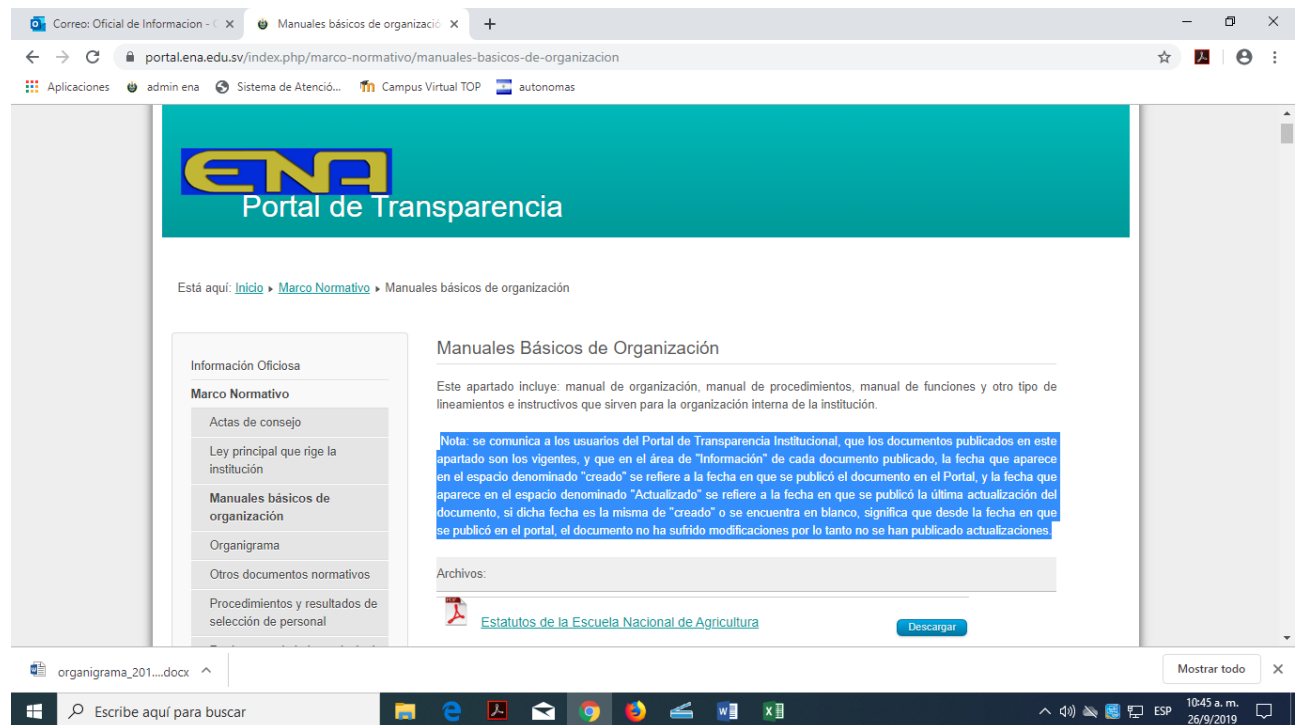 Correo: Oficial de Informacion -
Manuales básicos de organizació
portal.ena.edu.sv/index.php/marco-normativo/manuales-basicos-de-organizacion
Aplicaciones
admin ena
Sistema de Atenció...
Campus Virtual TOP
autonomas
ENA
Portal de Transparencia
Está aquí: Inicio ▸ Marco Normativo ▸ Manuales básicos de organización
Información Oficiosa
Marco Normativo
Actas de consejo
Ley principal que rige la
institución
Manuales básicos de
organización
Organigrama
Otros documentos normativos
Procedimientos y resultados de
selección de personal
Manuales Básicos de Organización
Este apartado incluye: manual de organización, manual de procedimientos, manual de funciones y otro tipo de
lineamientos e instructivos que sirven para la organización interna de la institución.
Nota: se comunica a los usuarios del Portal de Transparencia Institucional, que los documentos publicados en este
apartado son los vigentes, y que en el área de "Información" de cada documento publicado, la fecha que aparece
en el espacio denominado "creado" se refiere a la fecha en que se publicó el documento en el Portal, y la fecha que
aparece en el espacio denominado "Actualizado" se refiere a la fecha en que se publicó la última actualización del
documento, si dicha fecha es la misma de "creado" o se encuentra en blanco, significa que desde la fecha en que
se publicó en el portal, el documento no ha sufrido modificaciones por lo tanto no se han publicado actualizaciones.
Archivos:
Estatutos de la Escuela Nacional de Agricultura
Descargar
organigrama_201....docx
Mostrar todo
Escribe aquí para buscar
ESP
10:45 a. m.
26/9/2019